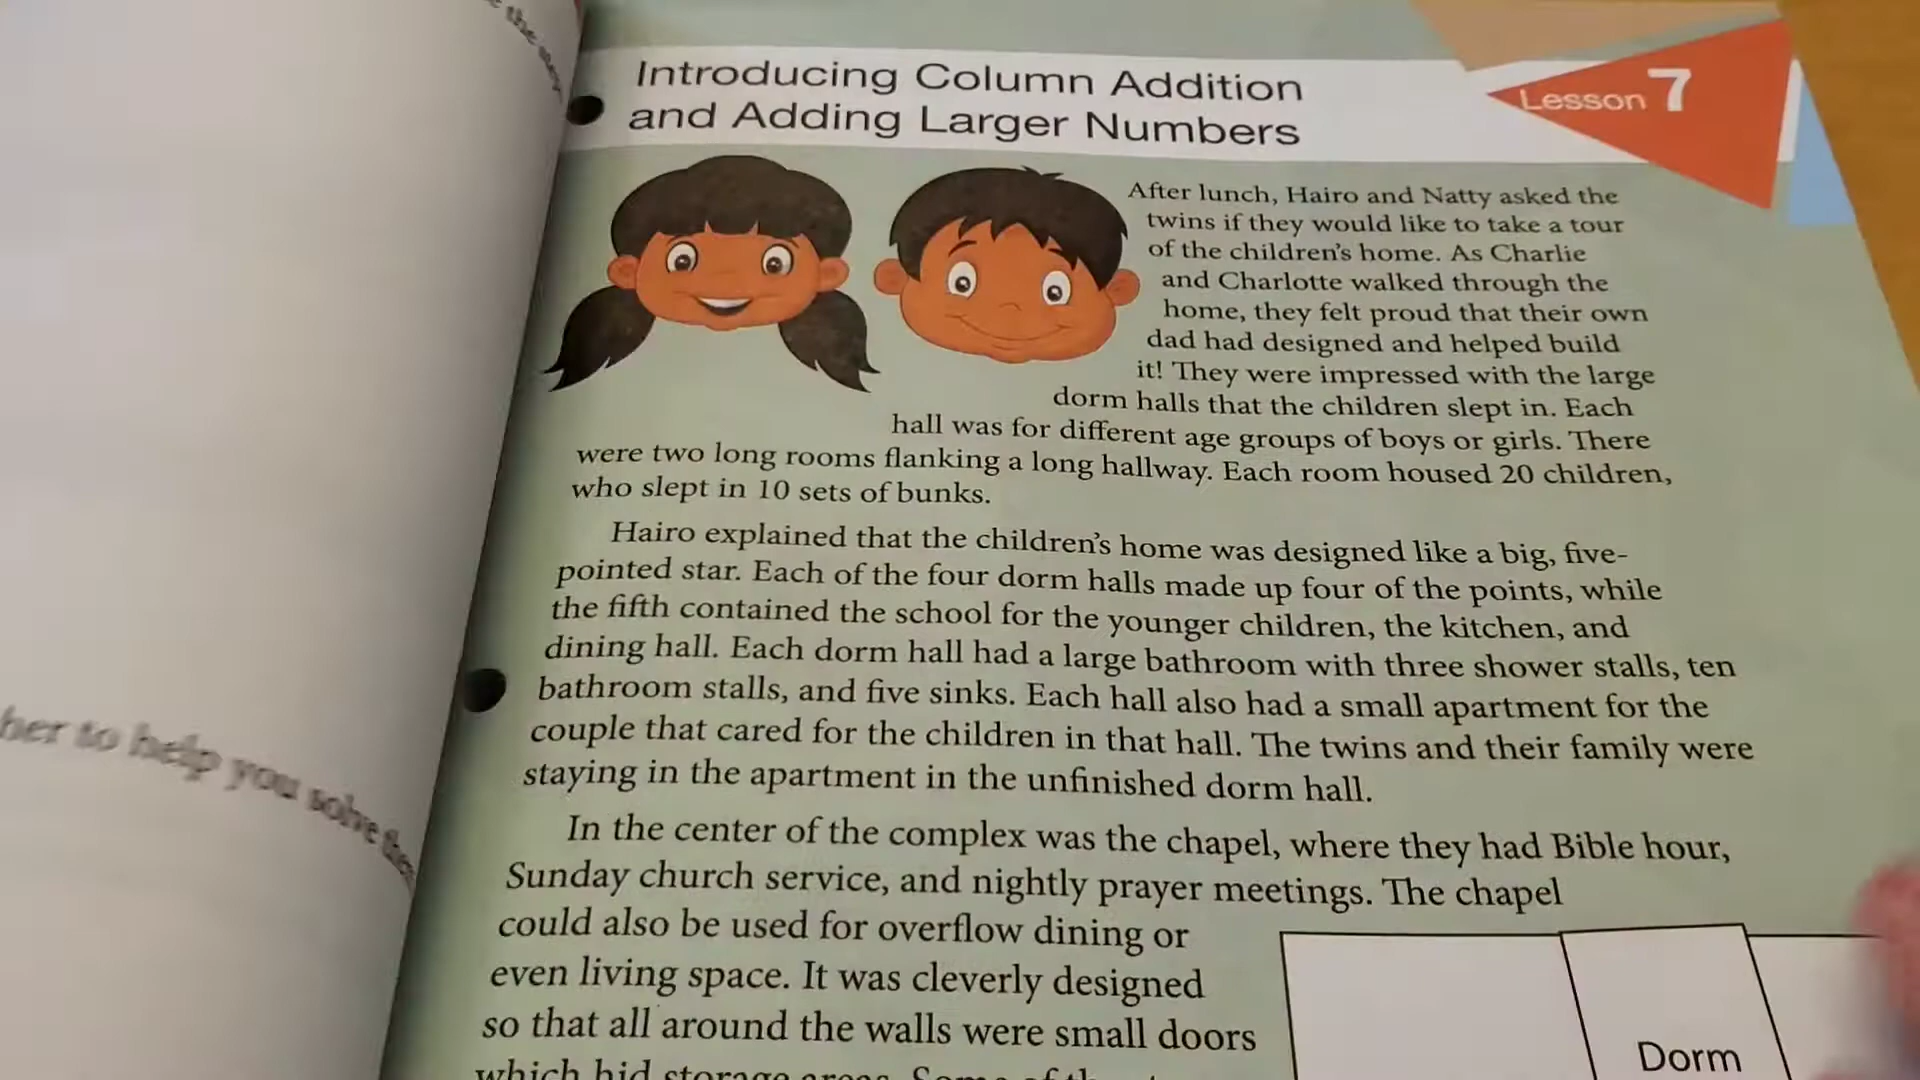 the
Introducing Column Addition
and Adding Larger Numbers
Lesson 7
After lunch, Hairo and Natty asked the
twins if they would like to take a tour
of the children's home. As Charlie
and Charlotte walked through the
home, they felt proud that their own
dad had designed and helped build
it! They were impressed with the large
dorm halls that the children slept in. Each
hall was for different age groups of boys or girls. There
were two long rooms flanking a long hallway. Each room housed 20 children,
who slept in 10 sets of bunks.
Hairo explained that the children's home was designed like a big, five-
pointed star. Each of the four dorm halls made up four of the points, while
the fifth contained the school for the younger children, the kitchen, and
dining hall. Each dorm hall had a large bathroom with three shower stalls, ten
bathroom stalls, and five sinks. Each hall also had a small apartment for the
couple that cared for the children in that hall. The twins and their family were
staying in the apartment in the unfinished dorm hall.
In the center of the complex was the chapel, where they had Bible hour,
Sunday church service, and nightly prayer meetings. The chapel
could also be used for overflow dining or
even living space. It was cleverly designed
so that all around the walls were small doors
which hid storage areas. Some of
Dorm
her to help you solve